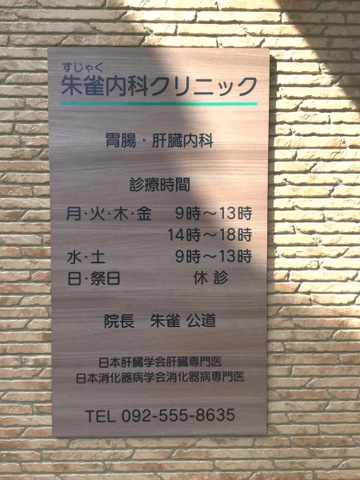 すじゃく
朱雀内科クリニック
胃腸・肝臓内科
診療時間
月・火・木・金 9時～13時
14時～18時
水・土 9時～13時
日・祭日 休診
院長 朱雀 公道
日本肝臓学会肝臓専門医
日本消化器病学会消化器病専門医
TEL 092-555-8635